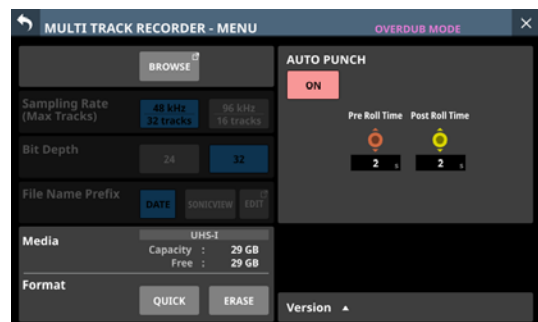 MULTI TRACK RECORDER - MENU
OVERDUB MODE
BROWSE
Sampling Rate
(Max Tracks)
48 kHz
32 tracks
96 kHz
16 tracks
Bit Depth
24
32
File Name Prefix
DATE
SONICVIEW
EDIT
Media
UHS-I
Capacity : 29 GB
Free : 29 GB
Format
QUICK
ERASE
AUTO PUNCH
ON
Pre Roll Time
Post Roll Time
2 s
2 s
Version